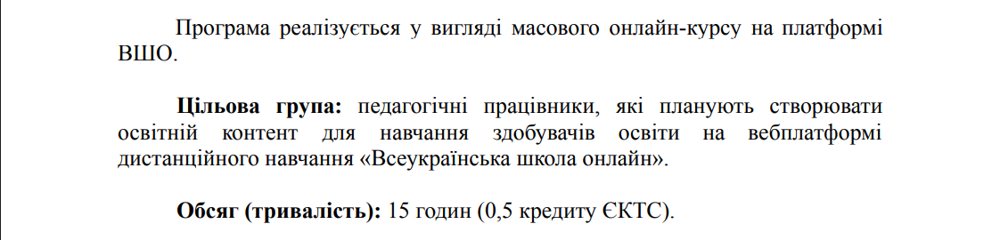 Програма реалізується у вигляді масового онлайн-курсу на платформі
ВШО.
Цільова група: педагогічні працівники, які планують створювати
освітній контент для навчання здобувачів освіти на вебплатформі
дистанційного навчання «Всеукраїнська школа онлайн».
Обсяг (тривалість): 15 годин (0,5 кредиту ЄКТС).